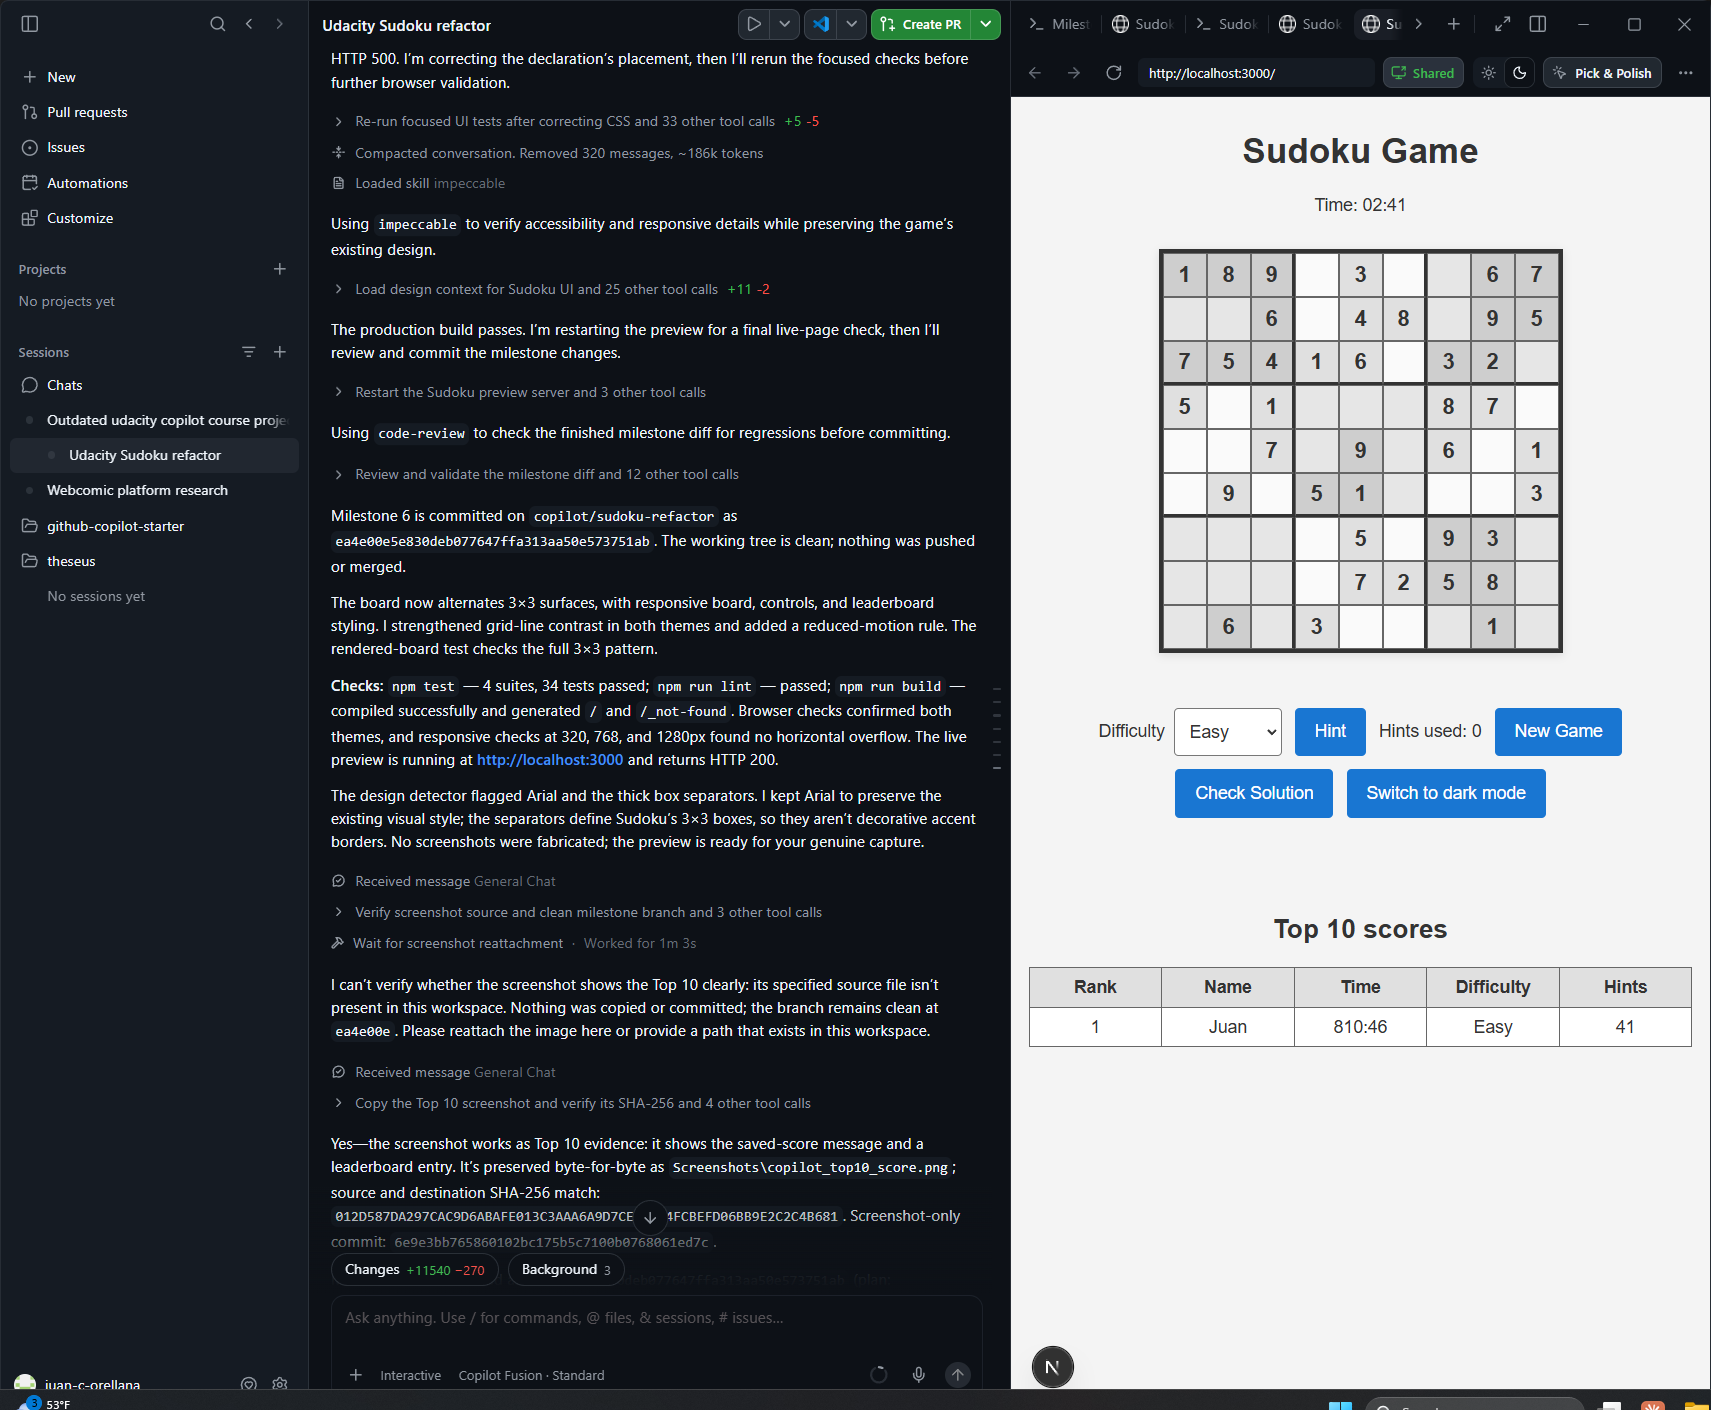 New
Pull requests
Issues
Automations
Customize
Projects
No projects yet
Sessions
Chats
Outdated udacity copilot course proje
Udacity Sudoku refactor
Webcomic platform research
github-copilot-starter
theseus
No sessions yet
juan-c-orellana
3
53°F
Udacity Sudoku refactor
Create PR
HTTP 500. I'm correcting the declaration's placement, then I'll rerun the focused checks before
further browser validation.
Re-run focused UI tests after correcting CSS and 33 other tool calls +5 -5
Compacted conversation. Removed 320 messages, ~186k tokens
Loaded skill impeccable
Using impeccable to verify accessibility and responsive details while preserving the game's
existing design.
Load design context for Sudoku UI and 25 other tool calls +11 -2
The production build passes. I'm restarting the preview for a final live-page check, then I'll
review and commit the milestone changes.
Restart the Sudoku preview server and 3 other tool calls
Using code-review to check the finished milestone diff for regressions before committing.
Review and validate the milestone diff and 12 other tool calls
Milestone 6 is committed on copilot/sudoku-refactor as
ea4e00e5e830deb077647ffa313aa50e573751ab. The working tree is clean; nothing was pushed
or merged.
The board now alternates 3×3 surfaces, with responsive board, controls, and leaderboard
styling. I strengthened grid-line contrast in both themes and added a reduced-motion rule. The
rendered-board test checks the full 3×3 pattern.
Checks: npm test — 4 suites, 34 tests passed; npm run lint — passed; npm run build —
compiled successfully and generated / and /_not-found. Browser checks confirmed both
themes, and responsive checks at 320, 768, and 1280px found no horizontal overflow. The live
preview is running at http://localhost:3000 and returns HTTP 200.
The design detector flagged Arial and the thick box separators. I kept Arial to preserve the
existing visual style; the separators define Sudoku's 3×3 boxes, so they aren't decorative accent
borders. No screenshots were fabricated; the preview is ready for your genuine capture.
Received message General Chat
Verify screenshot source and clean milestone branch and 3 other tool calls
Wait for screenshot reattachment · Worked for 1m 3s
I can't verify whether the screenshot shows the Top 10 clearly: its specified source file isn't
present in this workspace. Nothing was copied or committed; the branch remains clean at
ea4e00e. Please reattach the image here or provide a path that exists in this workspace.
Received message General Chat
Copy the Top 10 screenshot and verify its SHA-256 and 4 other tool calls
Yes—the screenshot works as Top 10 evidence: it shows the saved-score message and a
leaderboard entry. It's preserved byte-for-byte as Screenshots\copilot_top10_score.png;
source and destination SHA-256 match:
012D587DA297CAC9D6ABAFE013C3AAA6A9D7CE 4FCBEFD06BB9E2C2C4B681. Screenshot-only
commit: 6e9e3bb765860102bc175b5c7100b0768061ed7c.
Changes +11540 -270 Background 3
Ask anything. Use / for commands, @ files, & sessions, # issues...
Interactive Copilot Fusion · Standard
Milest Sudok Sudok Sudok Su
http://localhost:3000/ Shared Pick & Polish
Sudoku Game
Time: 02:41
1 8 9 3 6 7
6 4 8 9 5
7 5 4 1 6 3 2
5 1 8 7
7 9 6 1
9 5 1 3
5 9 3
7 2 5 8
6 3 1
Difficulty Easy Hint Hints used: 0 New Game
Check Solution Switch to dark mode
Top 10 scores
Rank Name Time Difficulty Hints
1 Juan 810:46 Easy 41
N